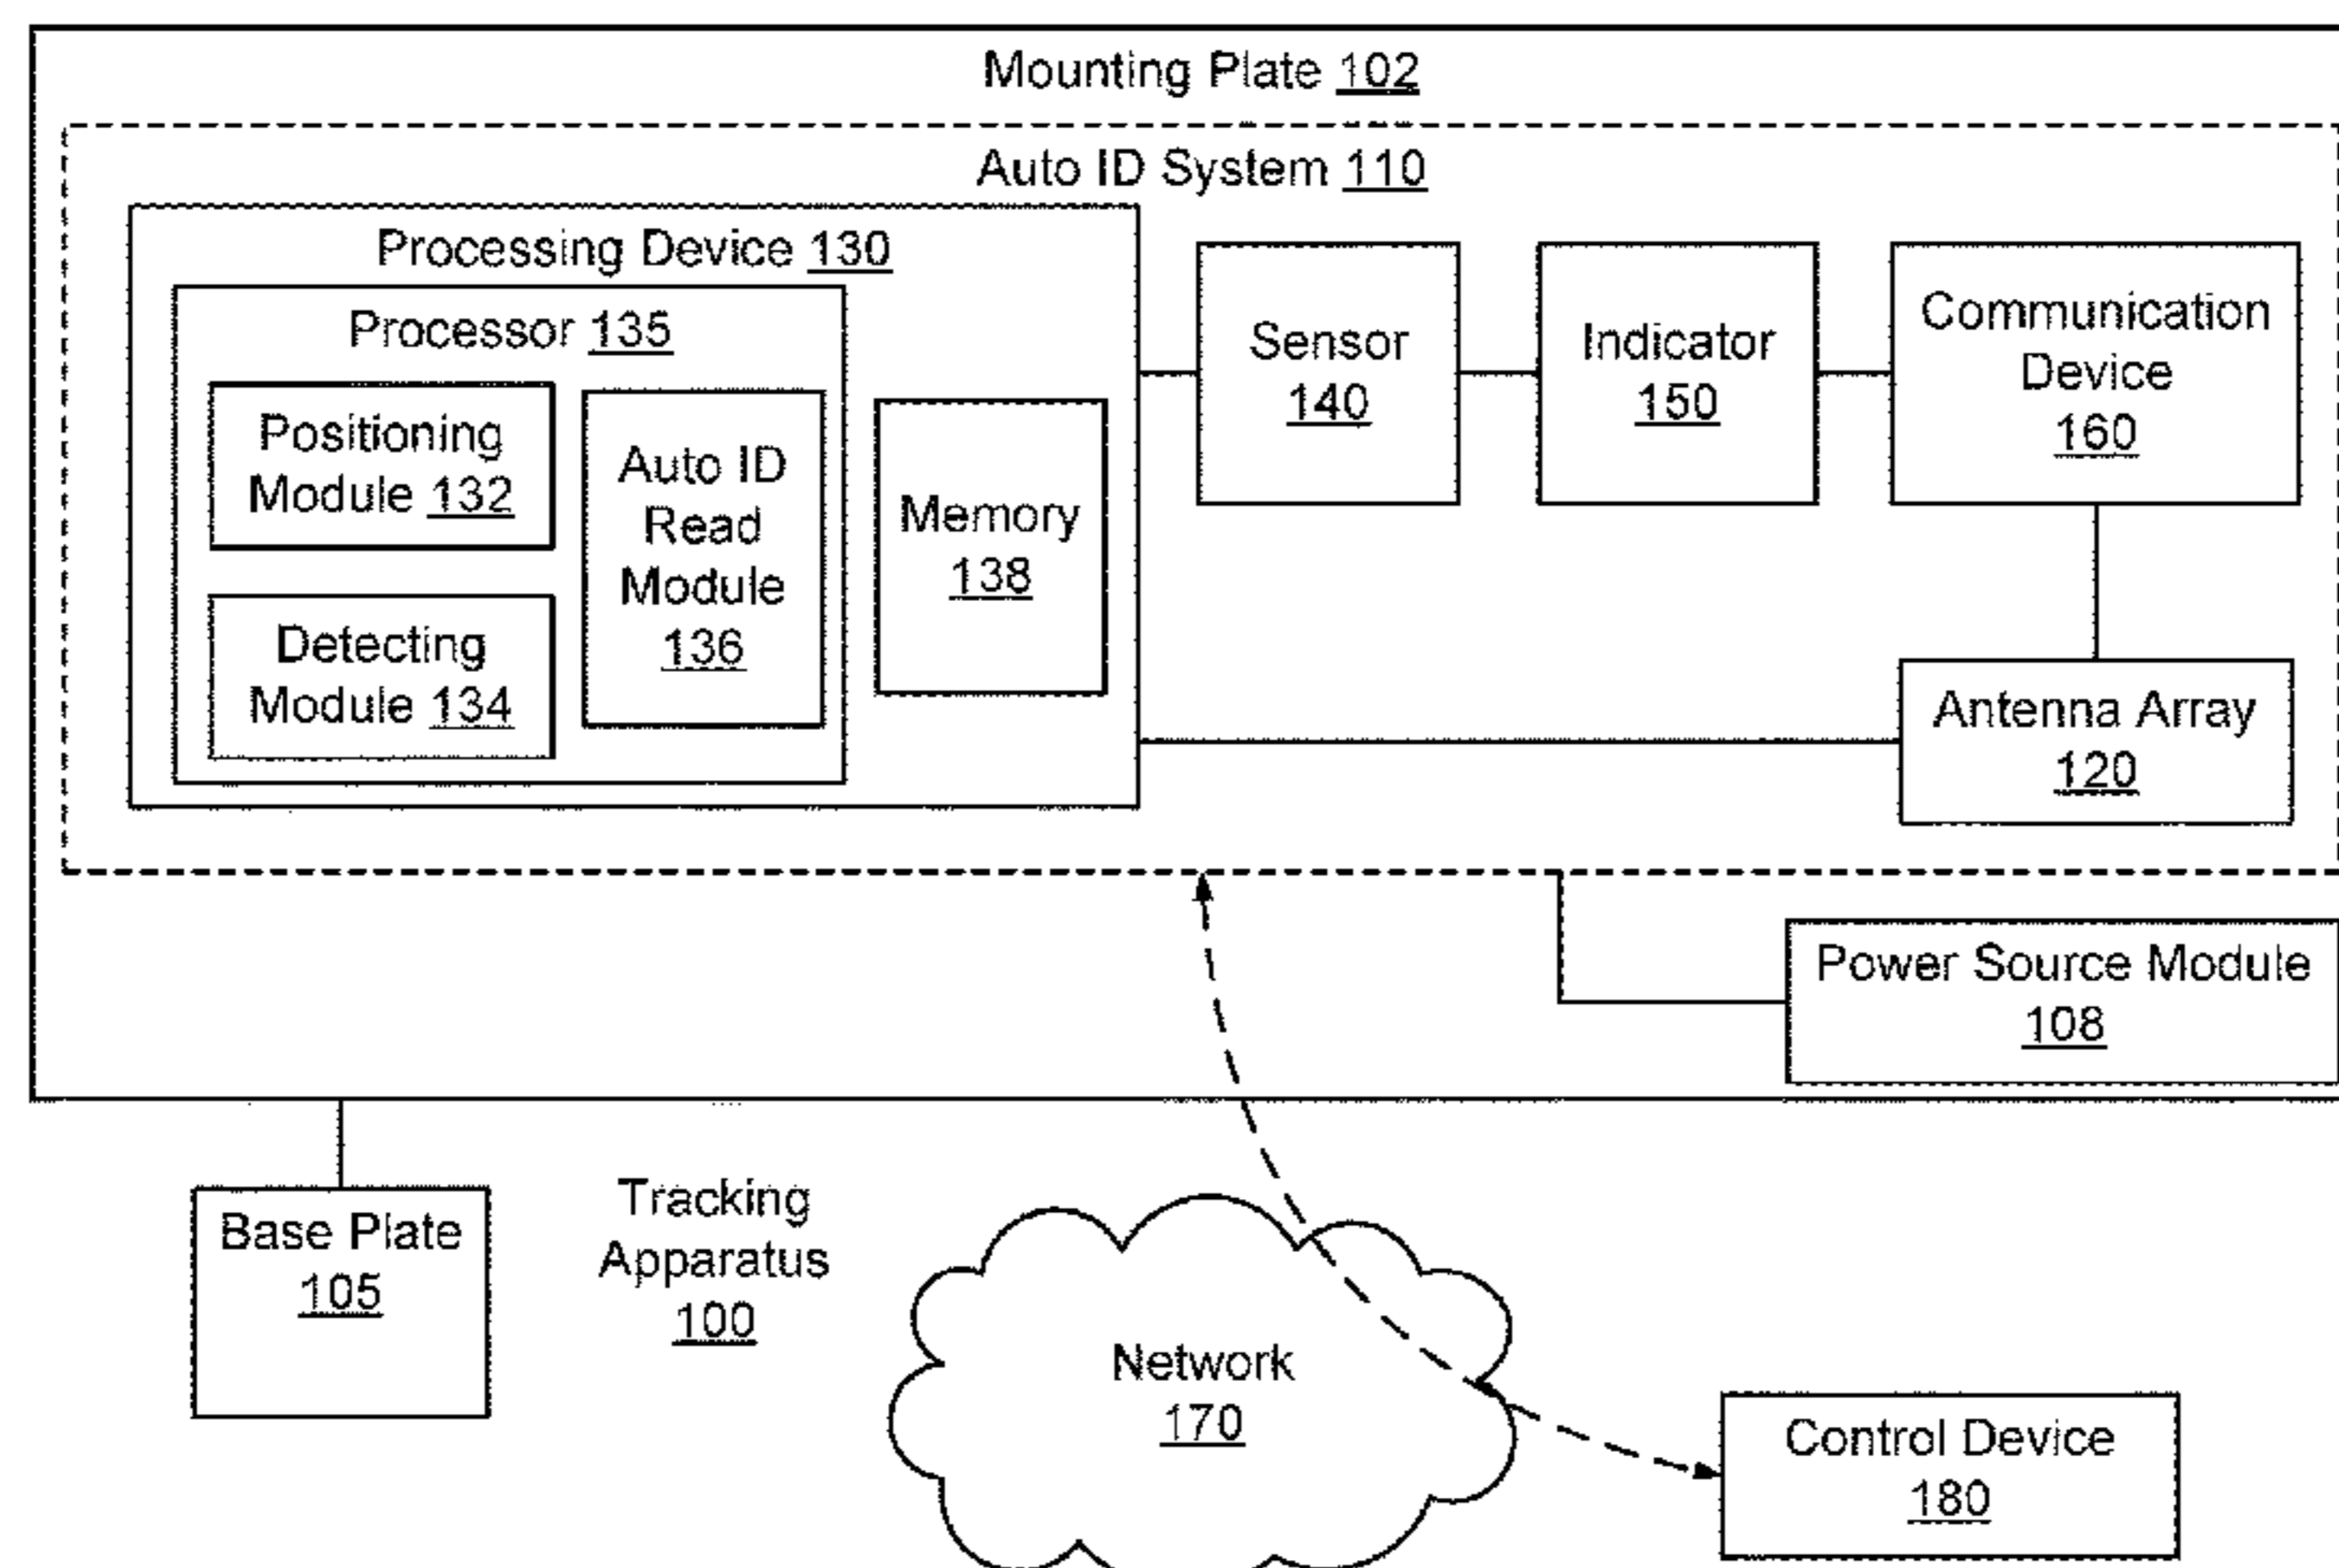 Mounting Plate 102
Auto ID System 110
Processing Device 130
Processor 135
Positioning
Module 132
Detecting
Module 134
Auto ID
Read
Module
136
Memory
138
Sensor
140
Indicator
150
Communication
Device
160
Antenna Array
120
Power Source Module
108
Base Plate
105
Tracking
Apparatus
100
Network
170
Control Device
180